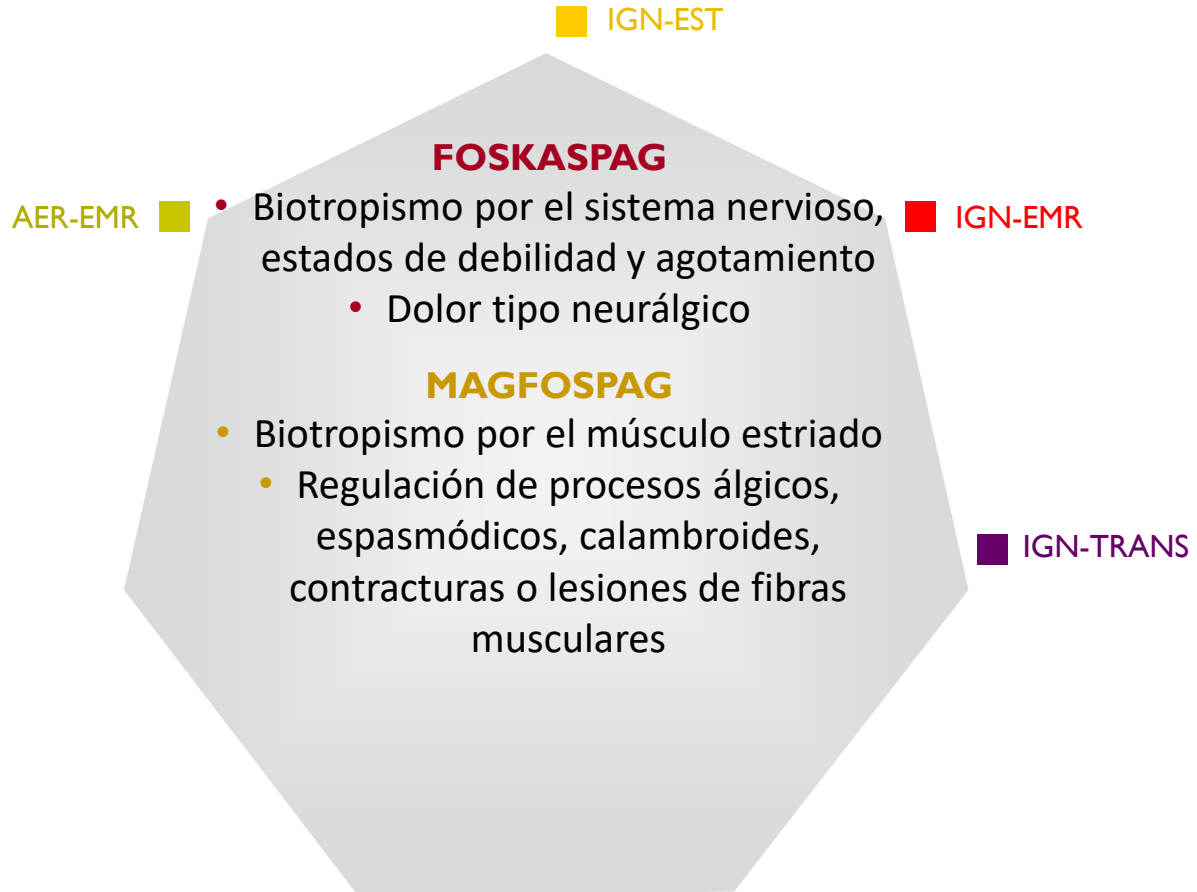 IGN-EST
FOSKASPAG
AER-EMR
• Biotropismo por el sistema nervioso,
IGN-EMR
estados de debilidad y agotamiento
• Dolor tipo neurálgico
MAGFOSPAG
• Biotropismo por el músculo estriado
• Regulación de procesos álgicos,
espasmódicos, calambroides,
IGN-TRANS
contracturas o lesiones de fibras
musculares